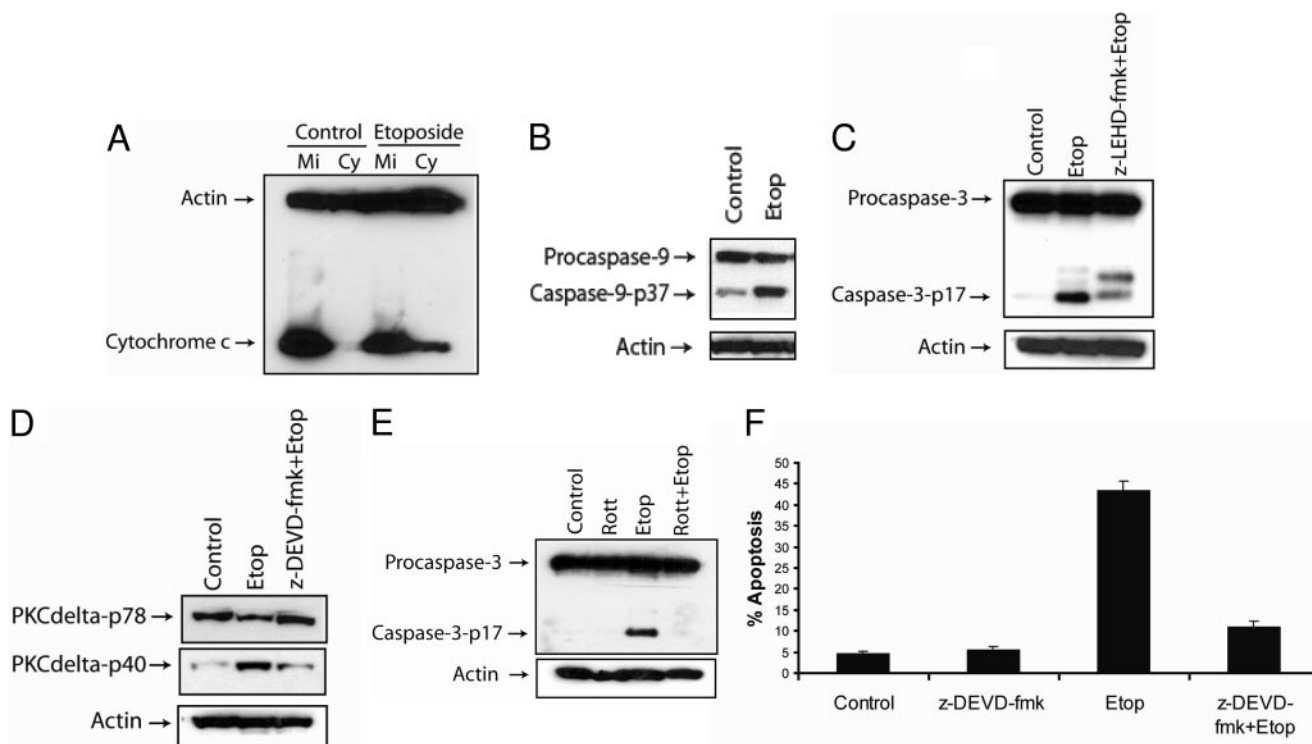 A
Control Etoposide
Mi Cy Mi Cy
Actin →
Cytochrome c →
B
Control
Etop
Procaspase-9 →
Caspase-9-p37 →
Actin →
C
Control
Etop
z-LEHD-fmk+Etop
Procaspase-3 →
Caspase-3-p17 →
Actin →
D
Control
Etop
z-DEVD-fmk+Etop
PKCdelta-p78 →
PKCdelta-p40 →
Actin →
E
Control
Rott
Etop
Rott+Etop
Procaspase-3 →
Caspase-3-p17 →
Actin →
F
% Apoptosis
50
45
40
35
30
25
20
15
10
5
0
Control
z-DEVD-fmk
Etop
z-DEVD-
fmk+Etop